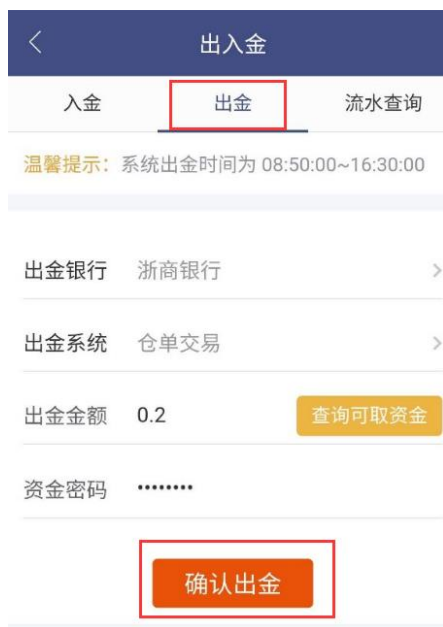 出入金
入金 出金 流水查询
温馨提示: 系统出金时间为 08:50:00~16:30:00
出金银行 浙商银行
出金系统 仓单交易
出金金额 0.2 查询可取资金
资金密码 ••••••••
确认出金